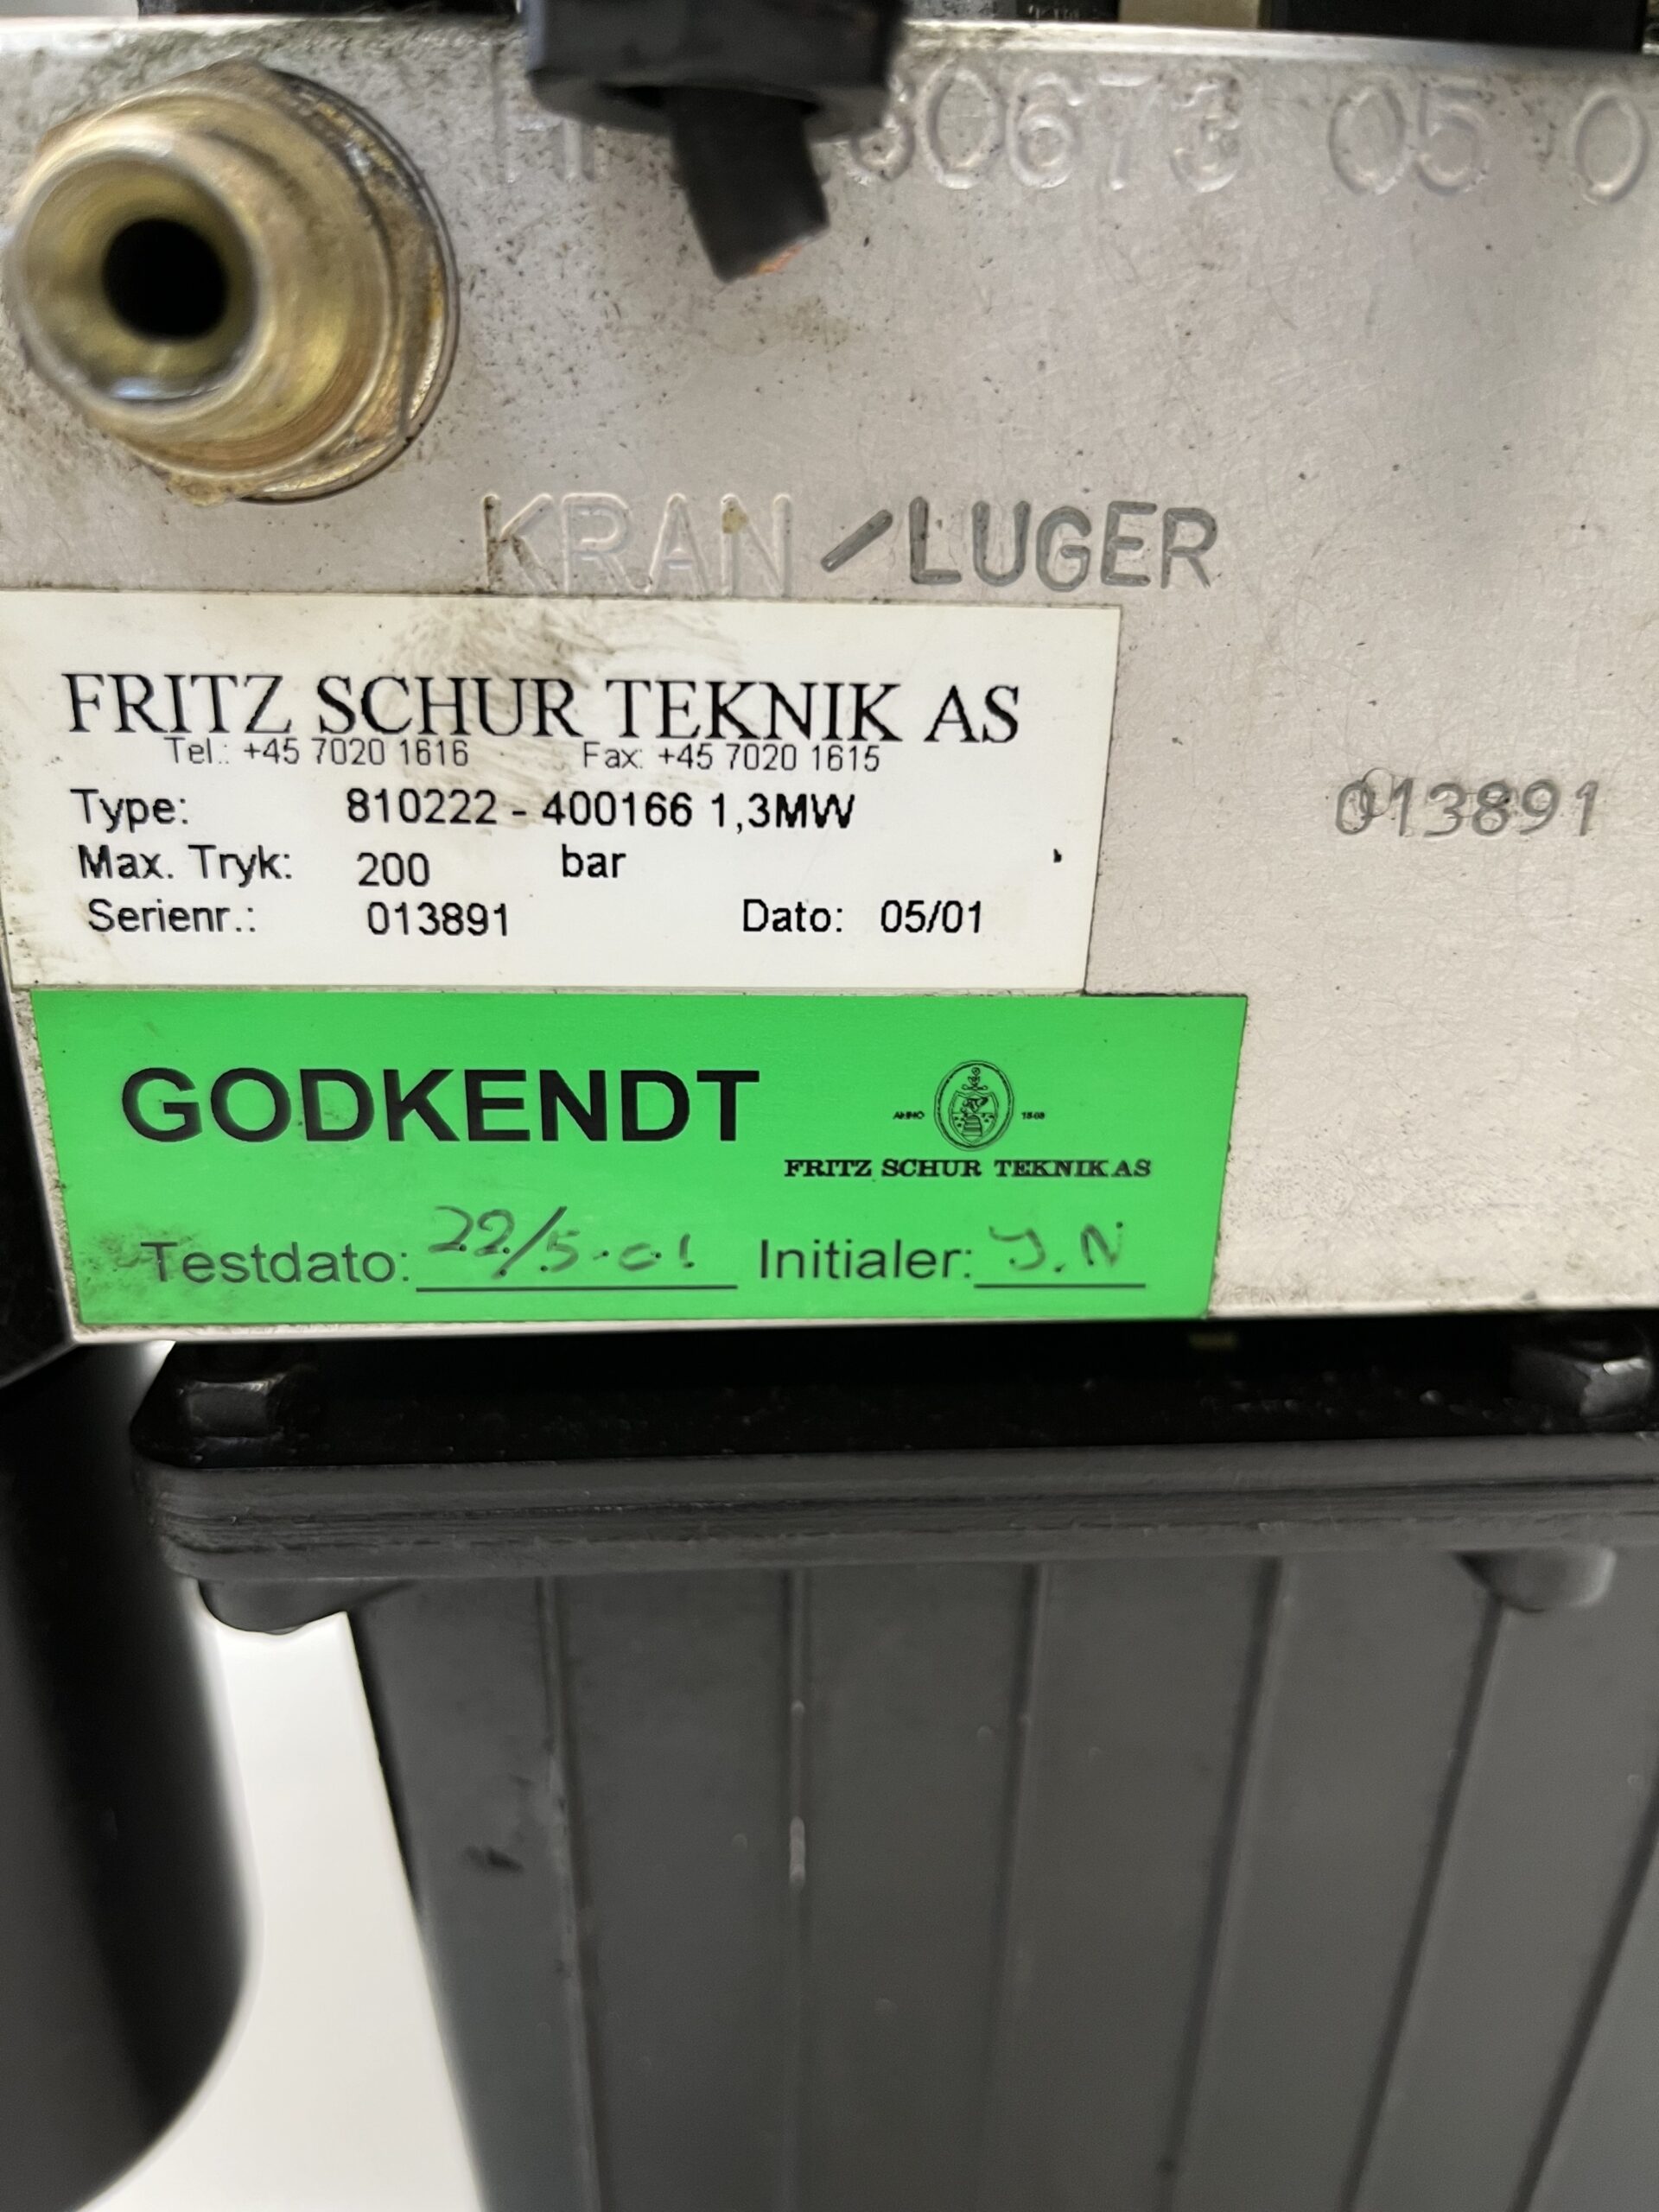 80673 05 0
KRAN/LUGER
FRITZ SCHUR TEKNIK AS
Tel.: +45 7020 1616 Fax: +45 7020 1615
Type: 810222 - 400166 1,3MW
Max. Tryk: 200 bar
Serienr.: 013891 Dato: 05/01
013891
GODKENDT
ANNO
FRITZ SCHUR TEKNIK AS
Testdato: 22/5-01 Initialer: J.N